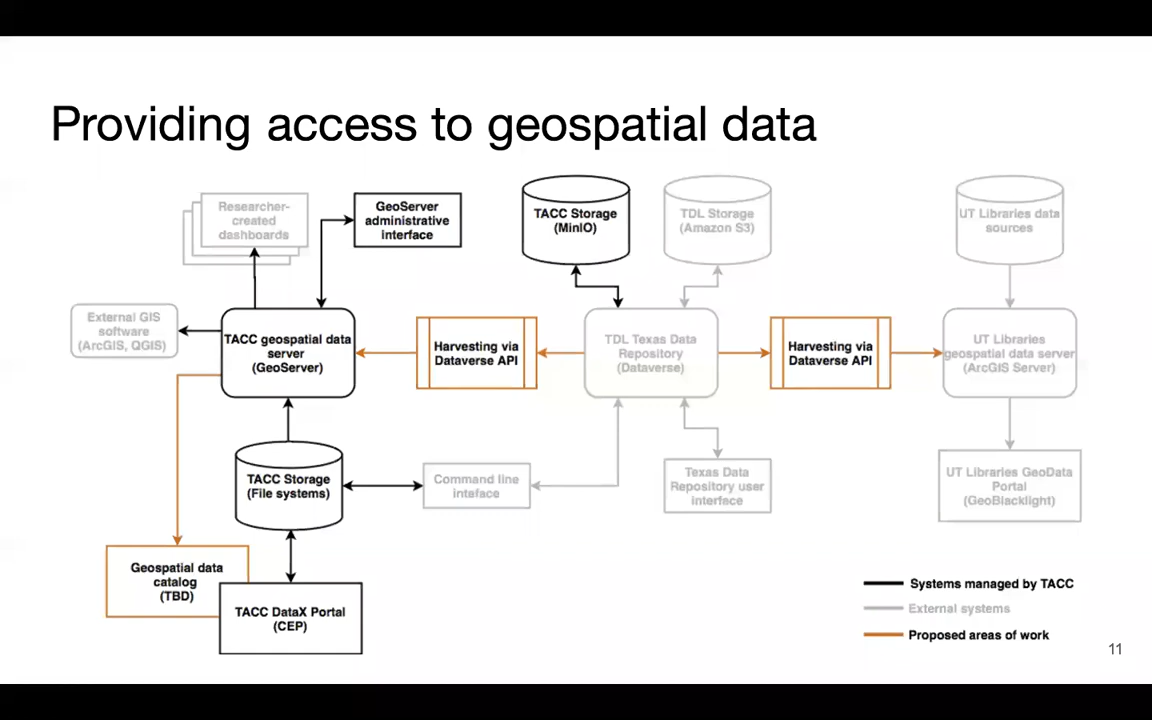 Providing access to geospatial data
Researcher-
created
dashboards
GeoServer
administrative
interface
TACC Storage
(MinIO)
TDL Storage
(Amazon S3)
UT Libraries data
sources
External GIS
software
(ArcGIS, QGIS)
TACC geospatial data
server
(GeoServer)
Harvesting via
Dataverse API
TDL Texas Data
Repository
(Dataverse)
Harvesting via
Dataverse API
UT Libraries
geospatial data server
(ArcGIS Server)
TACC Storage
(File systems)
Command line
inteface
Texas Data
Repository user
interface
UT Libraries GeoData
Portal
(GeoBlacklight)
Geospatial data
catalog
(TBD)
TACC DataX Portal
(CEP)
Systems managed by TACC
External systems
Proposed areas of work
11